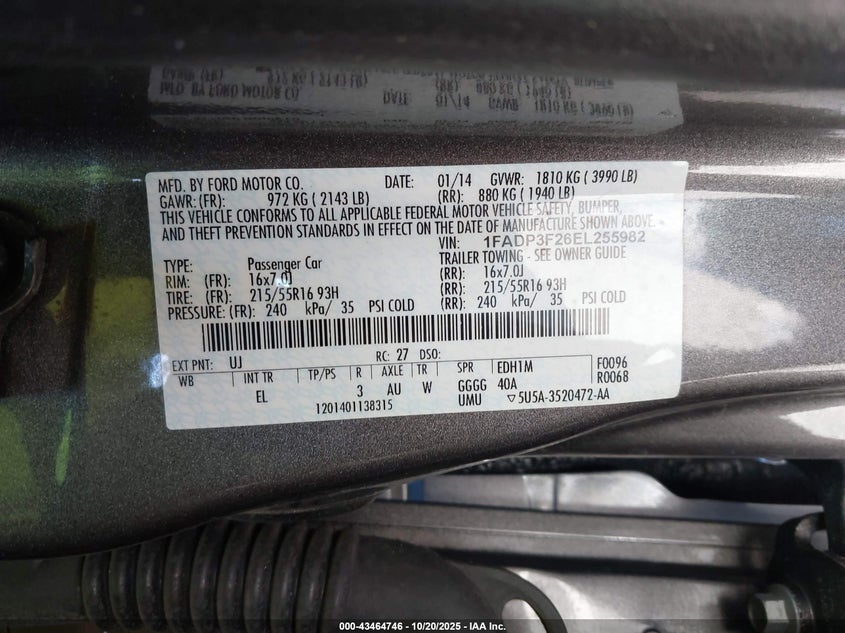 MFD. BY FORD MOTOR CO. DATE: 01/14 GVWR: 1810 KG ( 3990 LB)
GAWR:(FR): 972 KG ( 2143 LB) (RR): 880 KG ( 1940 LB)
THIS VEHICLE CONFORMS TO ALL APPLICABLE FEDERAL MOTOR VEHICLE SAFETY, BUMPER,
AND THEFT PREVENTION STANDARDS IN EFFECT ON THE DATE OF MANUFACTURE SHOWN ABOVE.
VIN: 1FADP3F26EL255982
TRAILER TOWING - SEE OWNER GUIDE
TYPE: Passenger Car
RIM: (FR): 16x7.0J (RR): 16x7.0J
TIRE: (FR): 215/55R16 93H (RR): 215/55R16 93H
PRESSURE: (FR): 240 kPa/ 35 PSI COLD (RR): 240 kPa/ 35 PSI COLD
EXT PNT: UJ RC: 27 DSO:
WB INT TR TP/PS R AXLE TR SPR EDH1M F0096
EL 3 AU W GGGG 40A R0068
1201401138315 UMU ▽5U5A-3520472-AA
000-43464746 - 10/20/2025 - IAA Inc.